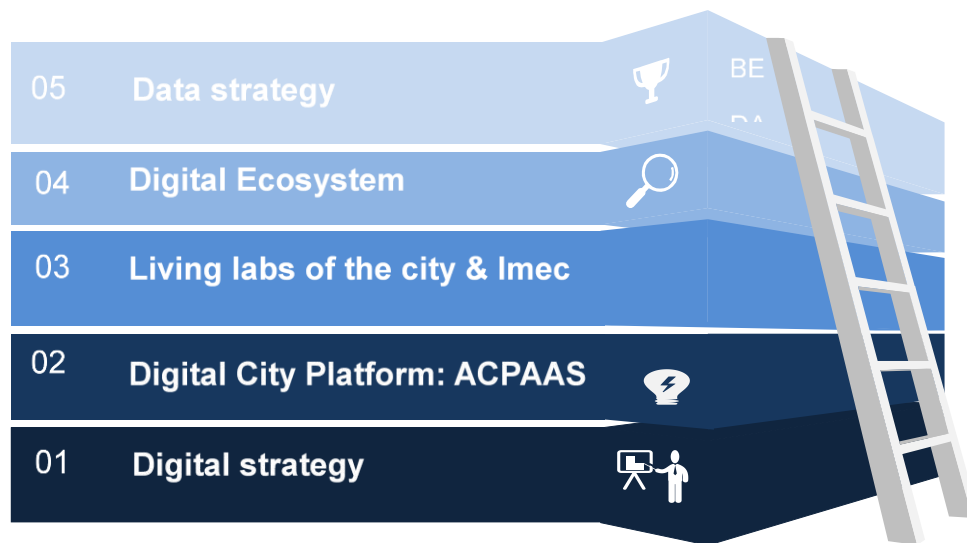 05 Data strategy
BE
04 Digital Ecosystem
03 Living labs of the city & Imec
02 Digital City Platform: ACPAAS
01 Digital strategy